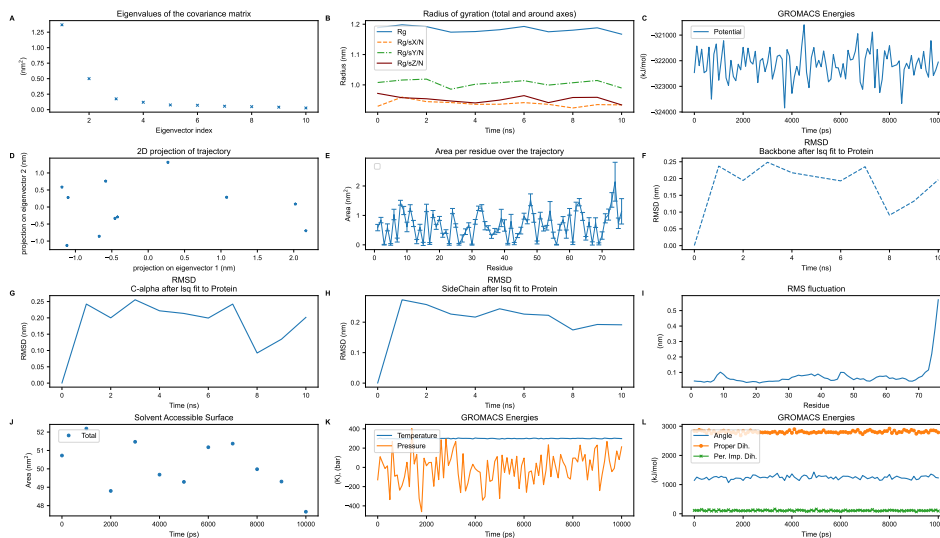 A
Eigenvalues of the covariance matrix
(nm²)
1.25
1.00
0.75
0.50
0.25
0.00
2
4
6
8
10
Eigenvector index
B
Radius of gyration (total and around axes)
Radius (nm)
1.2
1.0
Rg
Rg/sX/N
Rg/sY/N
Rg/sZ/N
0
2
4
6
8
10
Time (ns)
C
GROMACS Energies
(kJ/mol)
−321000
−322000
−323000
−324000
Potential
0
2000
4000
6000
8000
1000
Time (ps)
D
2D projection of trajectory
projection on eigenvector 2 (nm)
1.0
0.5
0.0
−0.5
−1.0
−1.0
−0.5
0.0
0.5
1.0
1.5
2.0
projection on eigenvector 1 (nm)
E
Area per residue over the trajectory
Area (nm²)
2
1
0
0
10
20
30
40
50
60
70
Residue
F
RMSD
Backbone after lsq fit to Protein
RMSD (nm)
0.25
0.20
0.15
0.10
0.05
0.00
0
2
4
6
8
10
Time (ns)
G
RMSD
C-alpha after lsq fit to Protein
RMSD (nm)
0.25
0.20
0.15
0.10
0.05
0.00
0
2
4
6
8
10
Time (ns)
H
RMSD
SideChain after lsq fit to Protein
RMSD (nm)
0.2
0.1
0.0
0
2
4
6
8
10
Time (ns)
I
RMS fluctuation
(nm)
0.5
0.4
0.3
0.2
0.1
0.0
0
10
20
30
40
50
60
70
Residue
J
Solvent Accessible Surface
Area (nm²)
52
51
50
49
48
Total
0
2000
4000
6000
8000
10000
Time (ps)
K
GROMACS Energies
(K), (bar)
400
200
0
−200
−400
Temperature
Pressure
0
2000
4000
6000
8000
10000
Time (ps)
L
GROMACS Energies
(kJ/mol)
3000
2000
1000
0
Angle
Proper Dih.
Per. Imp. Dih.
0
2000
4000
6000
8000
1000
Time (ps)